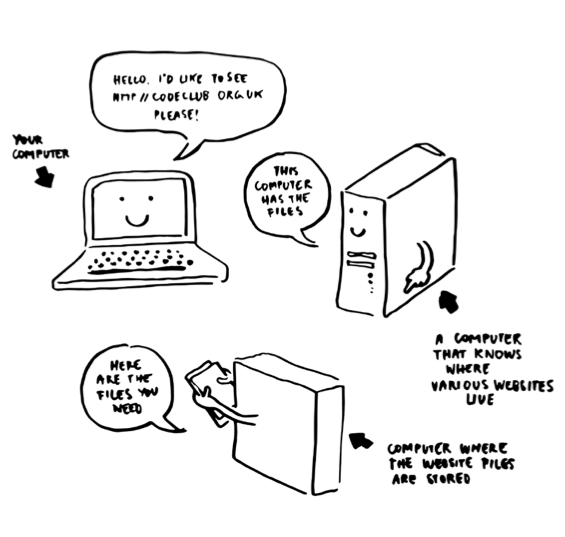 HELLO. I'D LIKE TO SEE
HTTP//CODECLUB ORG.UK
PLEASE!
YOUR
COMPUTER
THIS
COMPUTER
HAS THE
FILES
A COMPUTER
THAT KNOWS
WHERE
VARIOUS WEBSITES
LIVE
HERE
ARE THE
FILES YOU
NEED
COMPUTER WHERE
THE WEBSITE FILES
ARE STORED